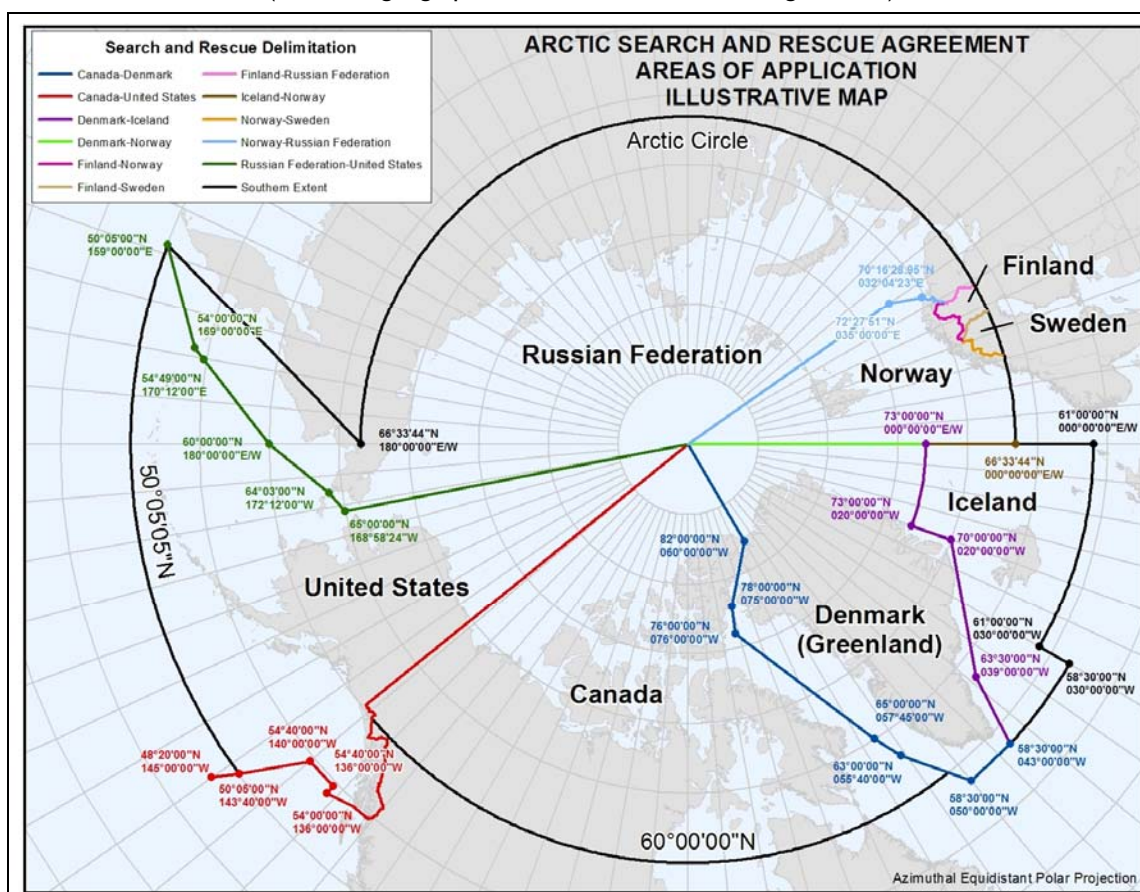 ARCTIC SEARCH AND RESCUE AGREEMENT
AREAS OF APPLICATION
ILLUSTRATIVE MAP
Search and Rescue Delimitation
Canada-Denmark
Canada-United States
Denmark-Iceland
Denmark-Norway
Finland-Norway
Finland-Sweden
Finland-Russian Federation
Iceland-Norway
Norway-Sweden
Norway-Russian Federation
Russian Federation-United States
Southern Extent
Arctic Circle
50°05'00"N
159°00'00"E
54°00'00"N
169°00'00"E
54°49'00"N
170°12'00"E
60°00'00"N
180°00'00"E/W
64°03'00"N
172°12'00"W
65°00'00"N
168°58'24"W
66°33'44"N
180°00'00"E/W
50°05'05"N
Russian Federation
70°16'28.95"N
032°04'23"E
72°27'51"N
035°00'00"E
Finland
Sweden
Norway
73°00'00"N
000°00'00"E/W
61°00'00"N
000°00'00"E/W
66°33'44"N
000°00'00"E/W
Iceland
73°00'00"N
020°00'00"W
70°00'00"N
020°00'00"W
82°00'00"N
060°00'00"W
78°00'00"N
075°00'00"W
76°00'00"N
076°00'00"W
United States
Denmark
(Greenland)
Canada
61°00'00"N
030°00'00"W
58°30'00"N
030°00'00"W
63°30'00"N
039°00'00"W
65°00'00"N
057°45'00"W
63°00'00"N
055°40'00"W
58°30'00"N
043°00'00"W
58°30'00"N
050°00'00"W
48°20'00"N
145°00'00"W
50°05'00"N
143°40'00"W
54°40'00"N
140°00'00"W
54°40'00"N
136°00'00"W
54°00'00"N
136°00'00"W
60°00'00"N
Azimuthal Equidistant Polar Projection